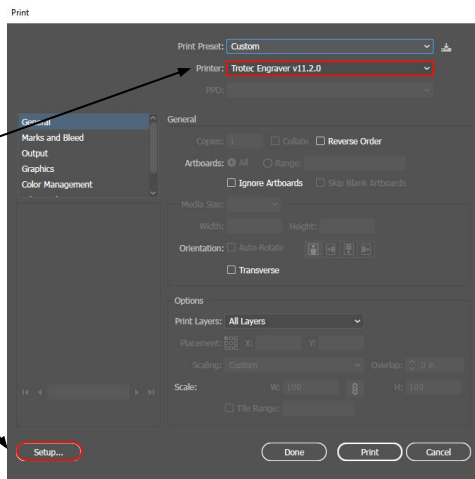 Print
Print Preset: Custom
Printer: Trotec Engraver v11.2.0
PPD:
General
Marks and Bleed
Output
Graphics
Color Management
General
Copies: 1 Collate Reverse Order
Artboards: All Range:
Ignore Artboards Skip Blank Artboards
Media Size:
Width: Height:
Orientation: Auto-Rotate
Transverse
Options
Print Layers: All Layers
Placement: X: Y:
Scaling: Custom Overlap: 0 in
Scale: W: 100 H: 100
Tile Range:
Setup... Done Print Cancel